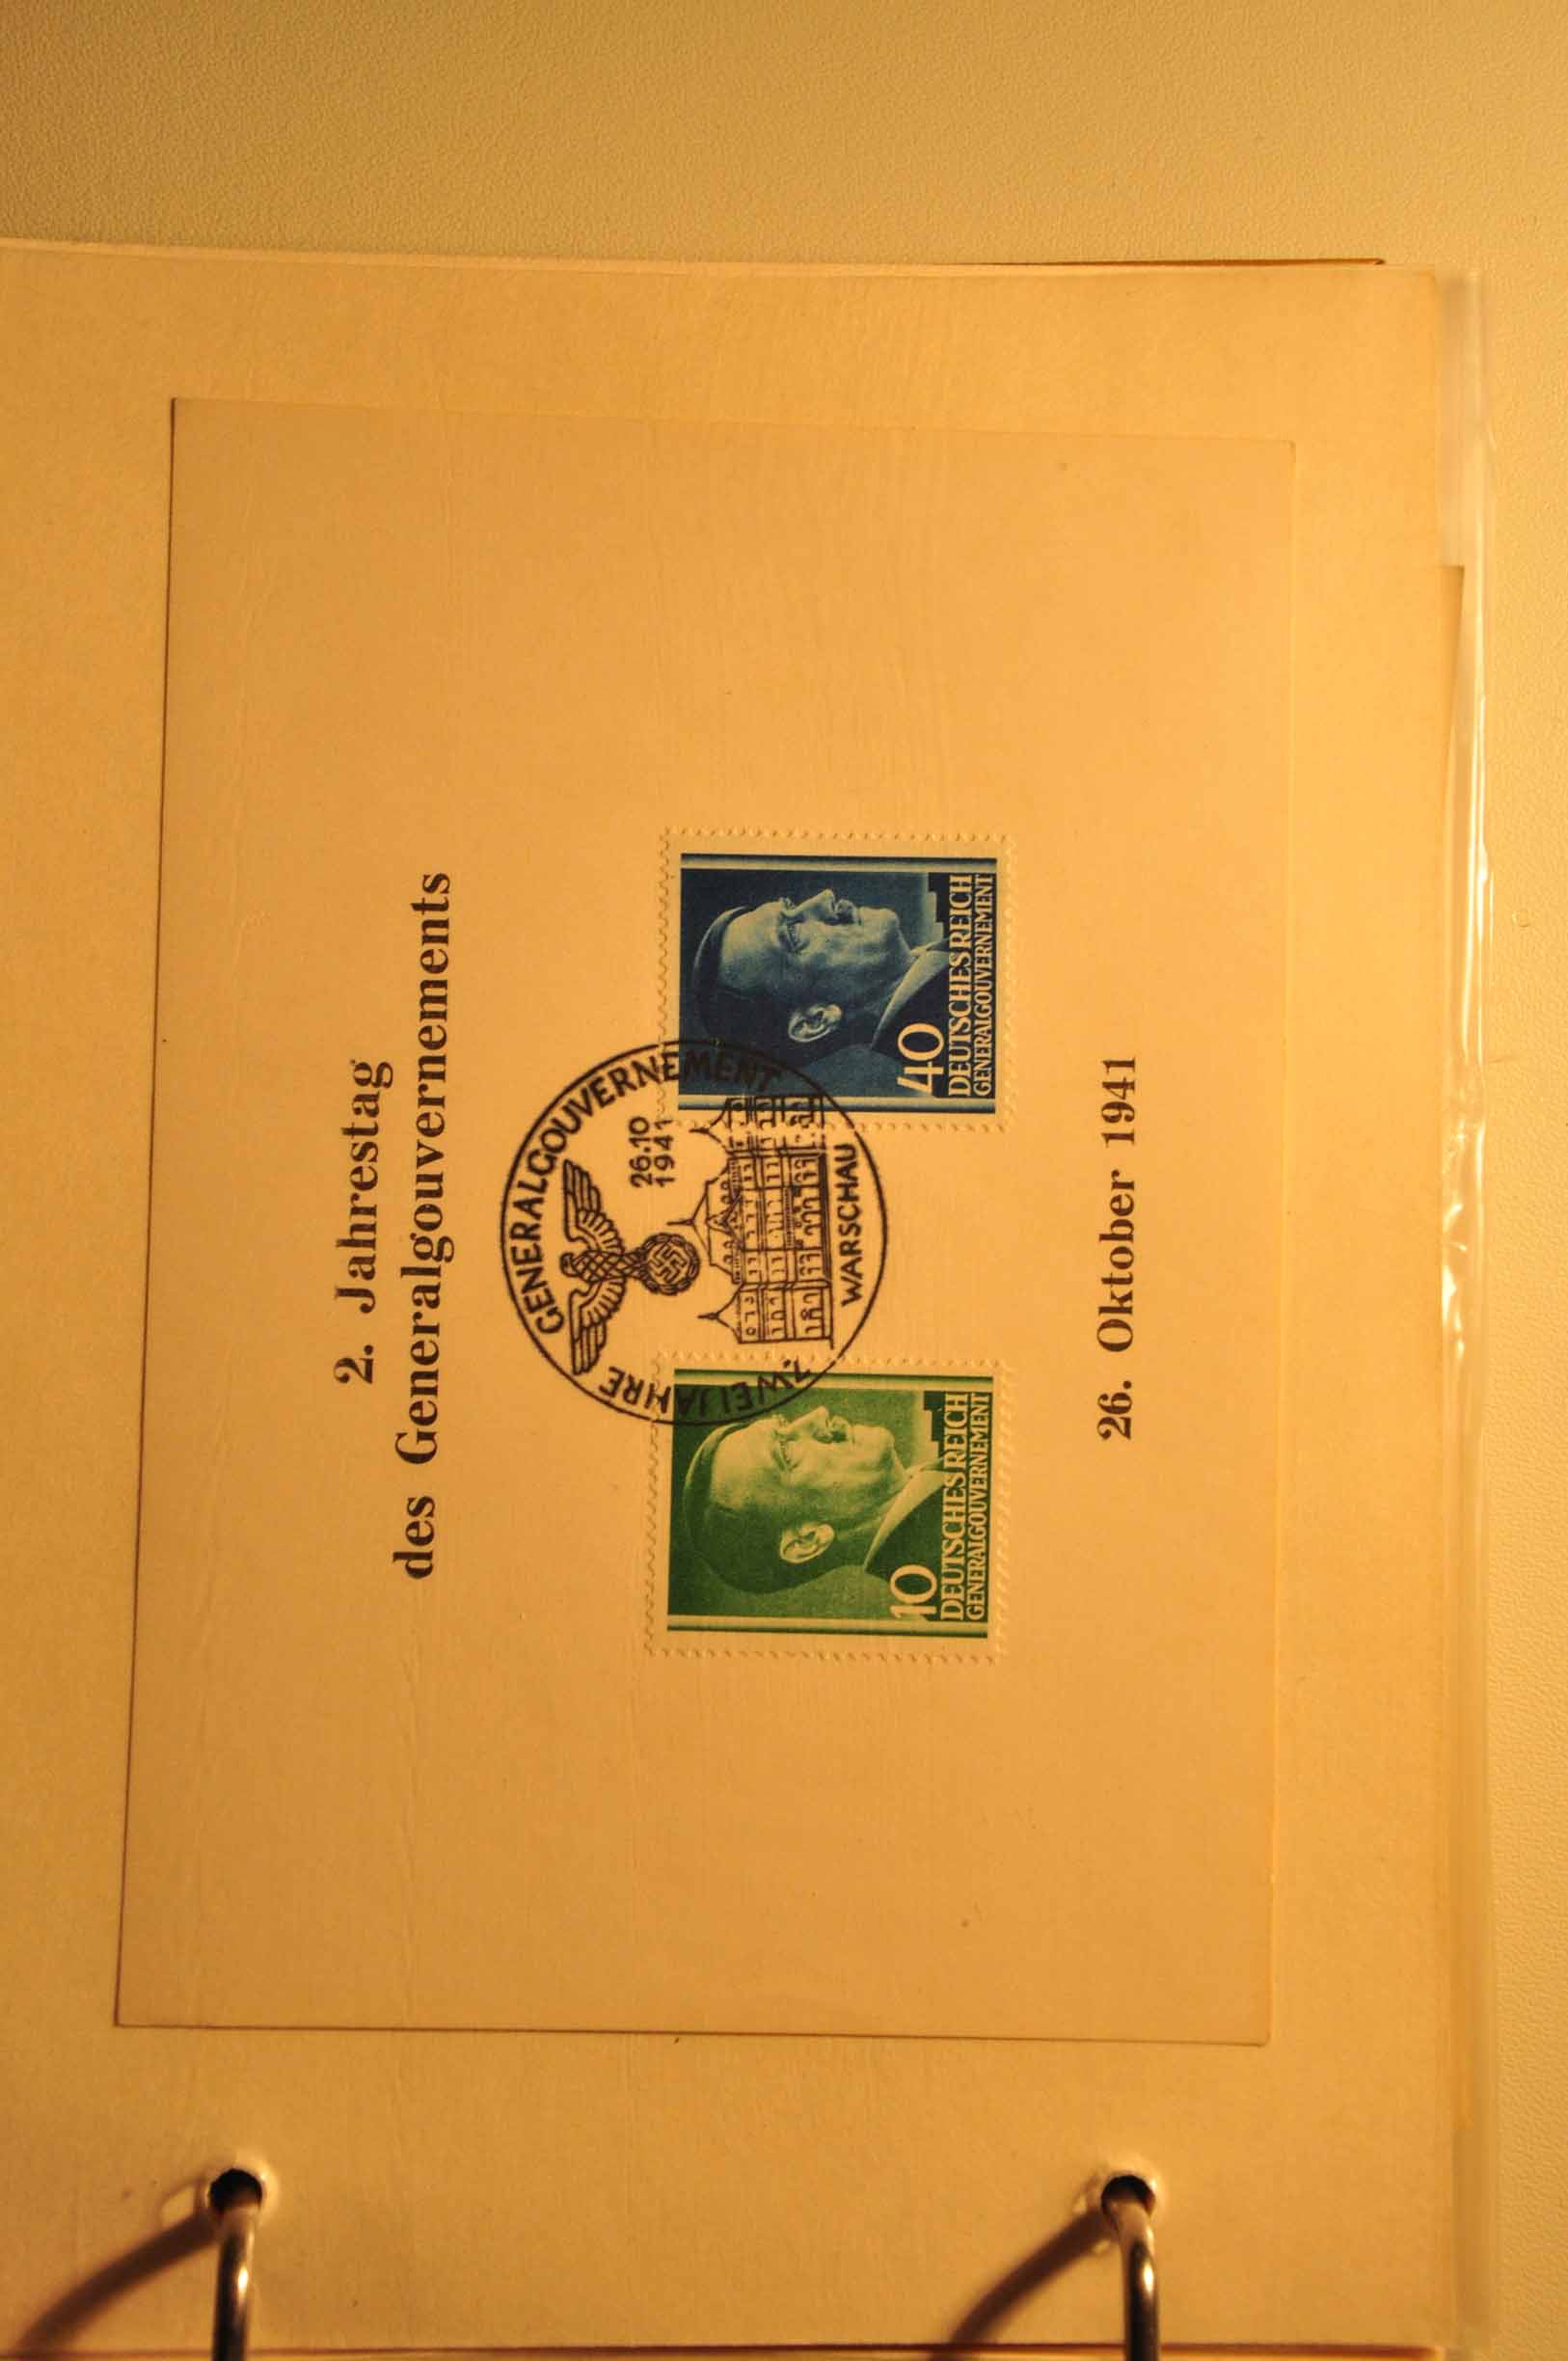 2. Jahrestag
des Generalgouvernements
ZWEI JAHRE GENERALGOUVERNEMENT
26.10
1941
WARSCHAU
10
DEUTSCHES REICH
GENERALGOUVERNEMENT
40
DEUTSCHES REICH
GENERALGOUVERNEMENT
26. Oktober 1941